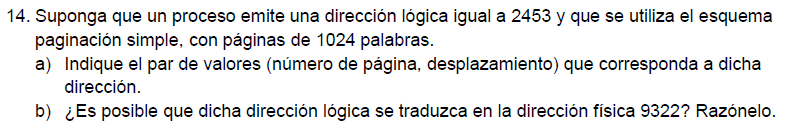 14. Suponga que un proceso emite una dirección lógica igual a 2453 y que se utiliza el esquema
paginación simple, con páginas de 1024 palabras.
a) Indique el par de valores (número de página, desplazamiento) que corresponda a dicha
dirección.
b) ¿Es posible que dicha dirección lógica se traduzca en la dirección física 9322? Razónelo.